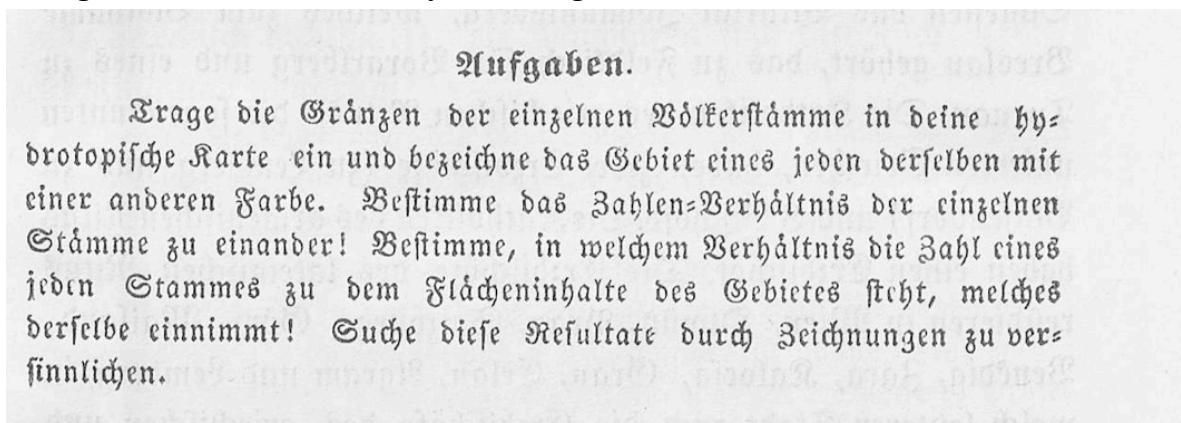 Aufgaben.
Trage die Gränzen der einzelnen Völkerstämme in deine hy=
drotopische Karte ein und bezeichne das Gebiet eines jeden derselben mit
einer anderen Farbe. Bestimme das Zahlen=Verhältnis der einzelnen
Stämme zu einander! Bestimme, in welchem Verhältnis die Zahl eines
jeden Stammes zu dem Flächeninhalte des Gebietes steht, welches
derselbe einnimmt! Suche diese Resultate durch Zeichnungen zu ver=
sinnlichen.